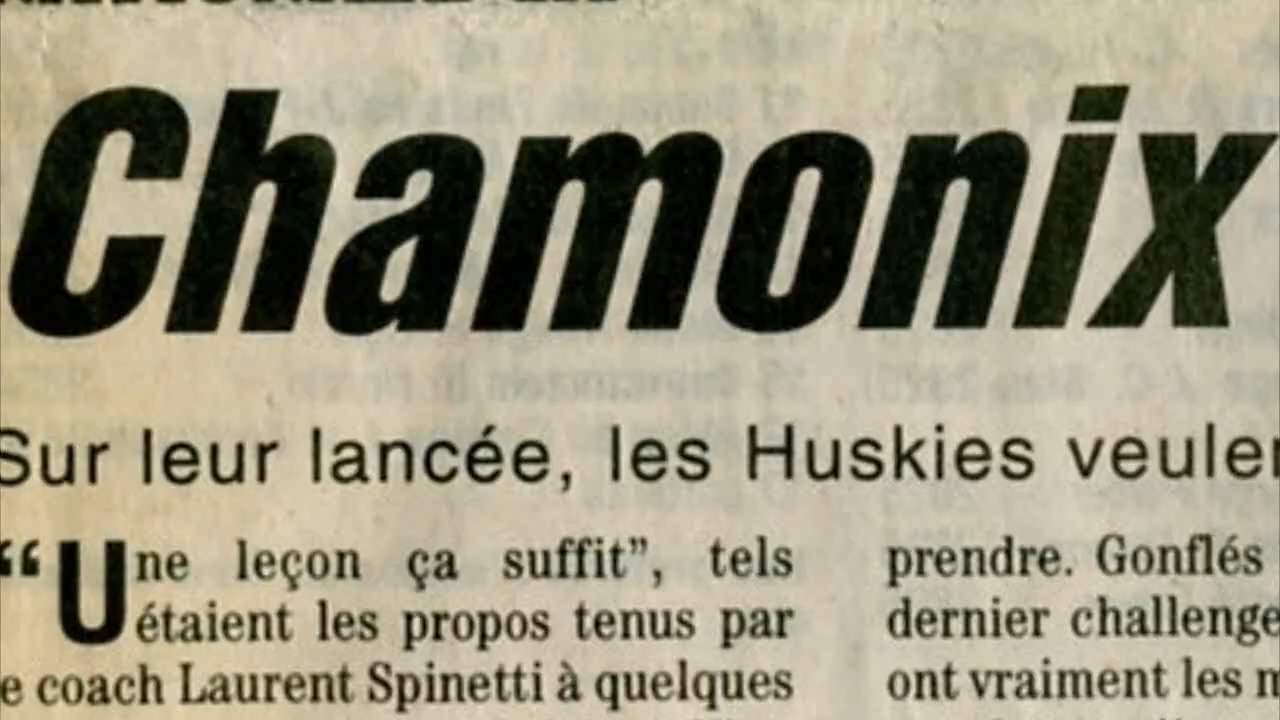 Chamonix
Sur leur lancée, les Huskies
“Une leçon ça suffit”, tels
étaient les propos tenus par
coach Laurent Spinetti à quelques
prendre. Gonflés
dernier challenge
ont vraiment les